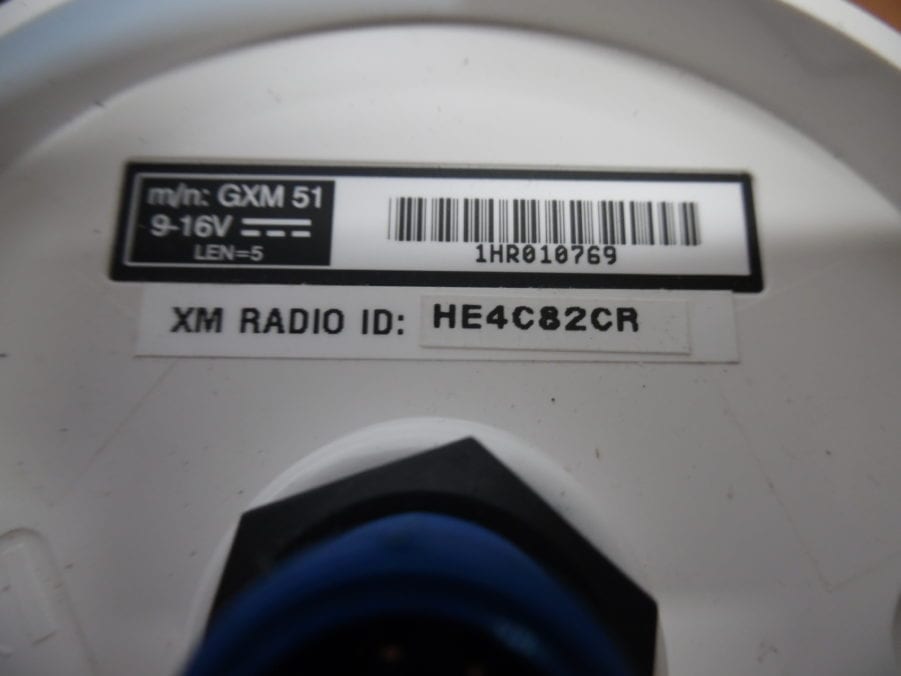 m/n: GXM 51
9-16V
LEN=5
1HR010769
XM RADIO ID: HE4C82CR